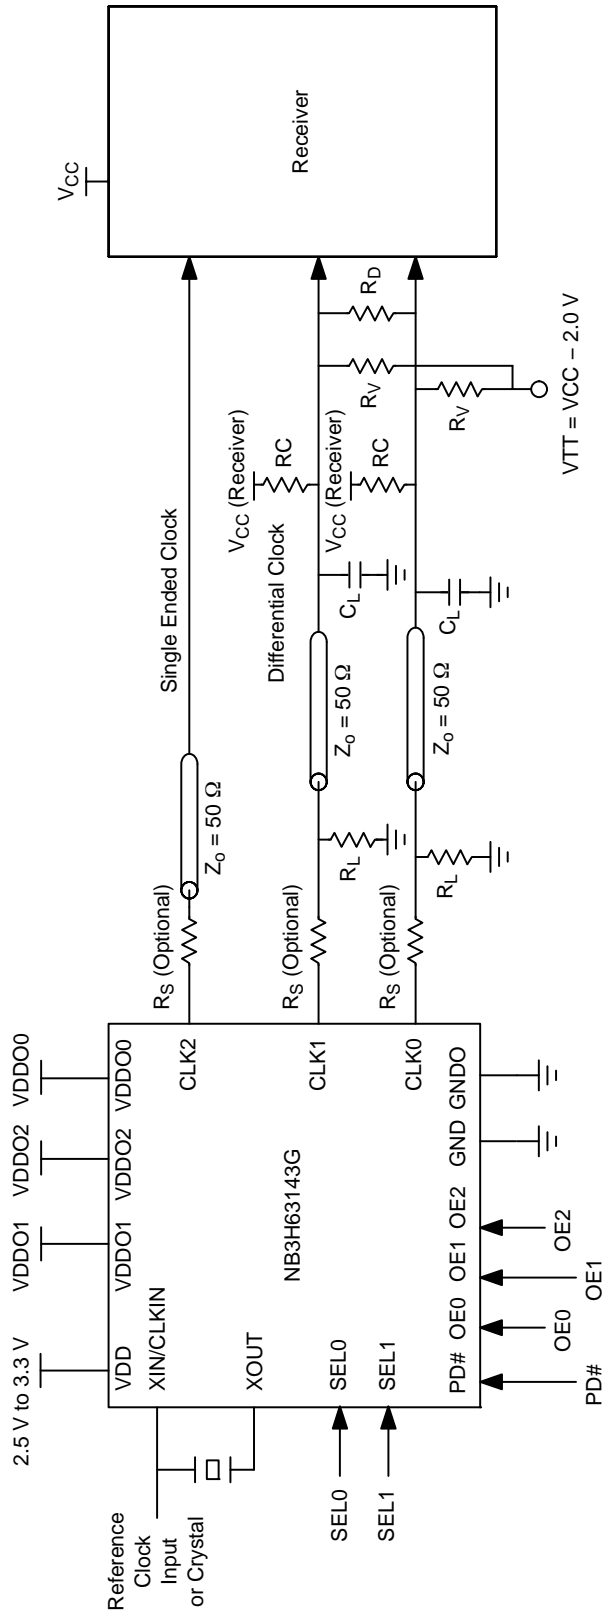 2.5 V to 3.3 V
VDDO1
VDDO2
VDDO0
VCC
Reference
Clock
Input
or Crystal
VDD
VDDO1
VDDO2
VDDO0
XIN/CLKIN
XOUT
SEL0
SEL1
SEL0
SEL1
NB3H63143G
CLK2
CLK1
CLK0
PD#
OE0
OE1
OE2
GND
GNDO
PD#
OE0
OE1
OE2
RS (Optional)
Zo = 50 Ω
Single Ended Clock
RS (Optional)
RL
Zo = 50 Ω
Differential Clock
CL
VCC (Receiver)
RC
RV
RD
RS (Optional)
RL
Zo = 50 Ω
CL
VCC (Receiver)
RC
RV
VTT = VCC – 2.0 V
Receiver